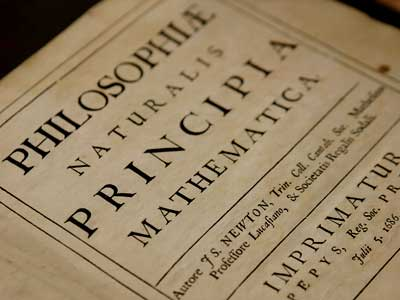 PHILOSOPHIÆ
NATURALIS
PRINCIPIA
MATHEMATICA.
Autore JS. NEWTON, Trin. Coll. Cantab. Soc. Matheseos
Professore Lucasiano, & Societatis Regalis Sodali.
IMPRIMATUR
PEPYS, Reg. Soc. PR
Julii 5. 1686